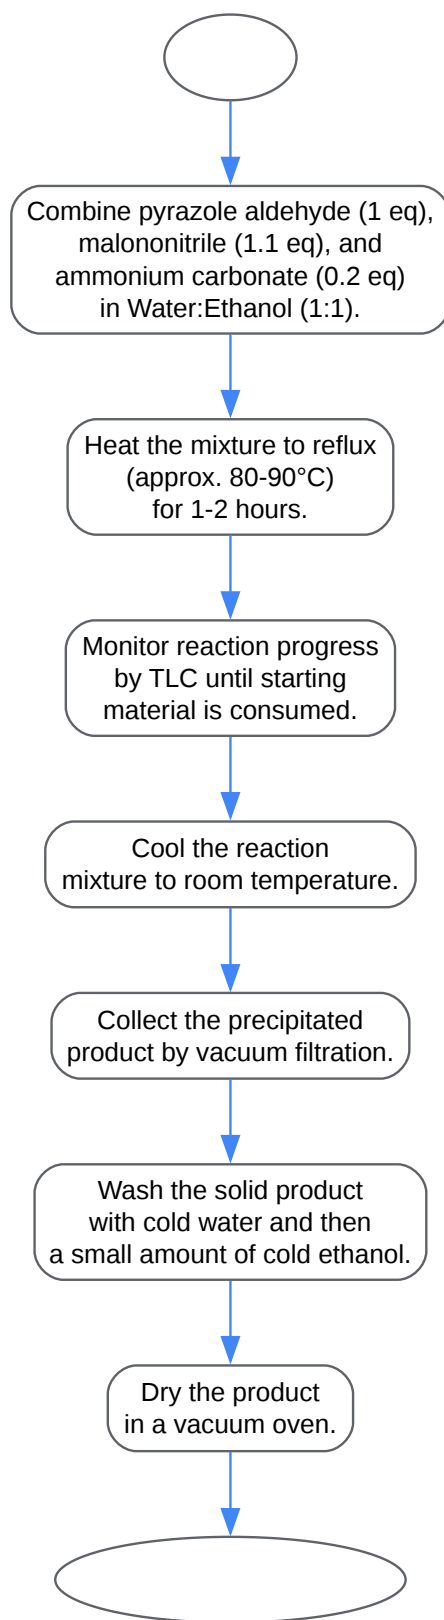 Combine pyrazole aldehyde (1 eq),
malononitrile (1.1 eq), and
ammonium carbonate (0.2 eq)
in Water:Ethanol (1:1).
Heat the mixture to reflux
(approx. 80-90°C)
for 1-2 hours.
Monitor reaction progress
by TLC until starting
material is consumed.
Cool the reaction
mixture to room temperature.
Collect the precipitated
product by vacuum filtration.
Wash the solid product
with cold water and then
a small amount of cold ethanol.
Dry the product
in a vacuum oven.